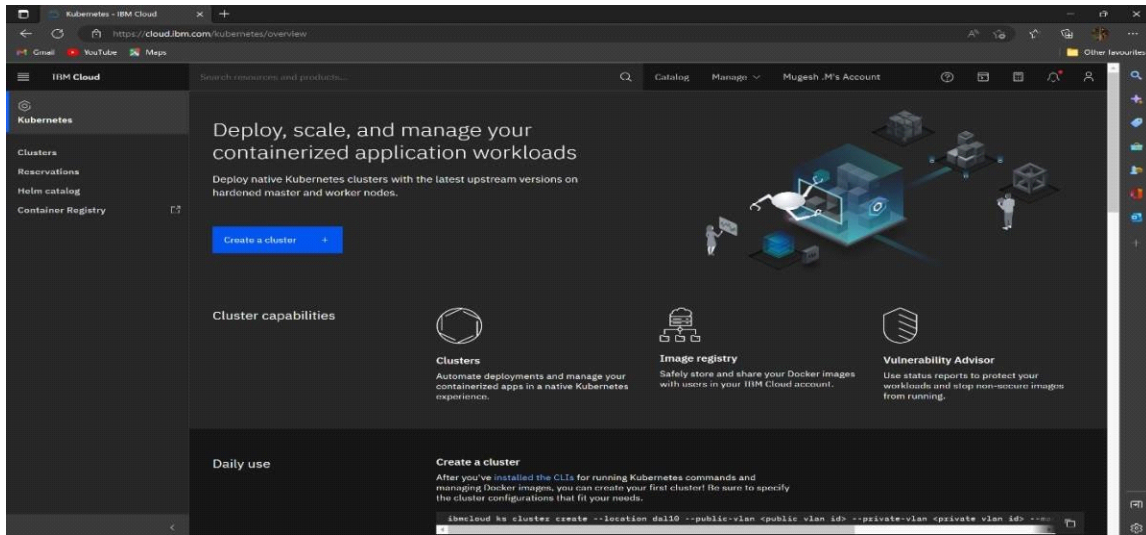 Kubernetes - IBM Cloud
https://cloud.ibm.com/kubernetes/overview
Gmail YouTube Maps Other favourites
IBM Cloud Search resources and products... Catalog Manage Mugesh .M's Account
Kubernetes
Clusters
Reservations
Helm catalog
Container Registry
Deploy, scale, and manage your
containerized application workloads
Deploy native Kubernetes clusters with the latest upstream versions on
hardened master and worker nodes.
Create a cluster +
Cluster capabilities
Clusters
Automate deployments and manage your
containerized apps in a native Kubernetes
experience.
Image registry
Safely store and share your Docker images
with users in your IBM Cloud account.
Vulnerability Advisor
Use status reports to protect your
workloads and stop non-secure images
from running.
Daily use
Create a cluster
After you've installed the CLIs for running Kubernetes commands and
managing Docker images, you can create your first cluster! Be sure to specify
the cluster configurations that fit your needs.
ibmcloud ks cluster create --location dal10 --public-vlan <public vlan id> --private-vlan <private vlan id>